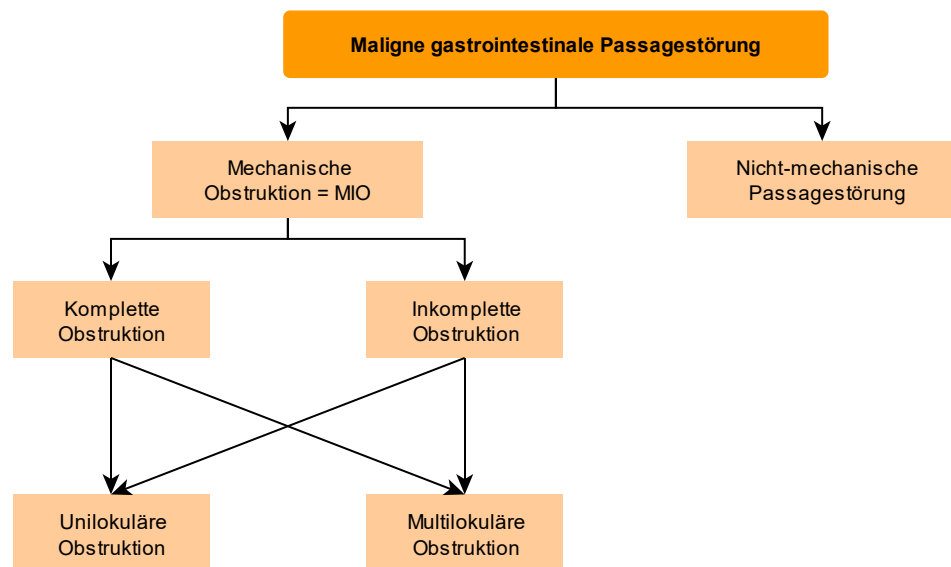 Maligne gastrointestinale Passagestörung
Mechanische
Obstruktion = MIO
Nicht-mechanische
Passagestörung
Komplette
Obstruktion
Inkomplette
Obstruktion
Unilokuläre
Obstruktion
Multilokuläre
Obstruktion